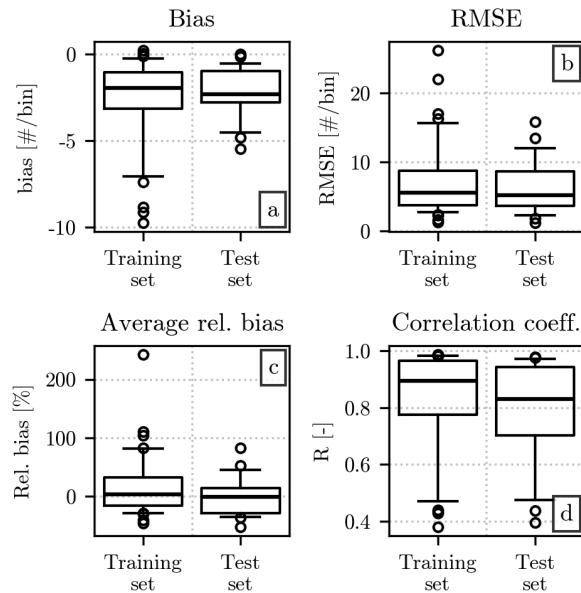 Bias
0
-5
-10
bias [#/bin]
a
Training
set
Test
set
RMSE
20
10
0
RMSE [#/bin]
b
Training
set
Test
set
Average rel. bias
200
100
0
Rel. bias [%]
c
Training
set
Test
set
Correlation coeff.
1.0
0.8
0.6
0.4
R [-]
d
Training
set
Test
set